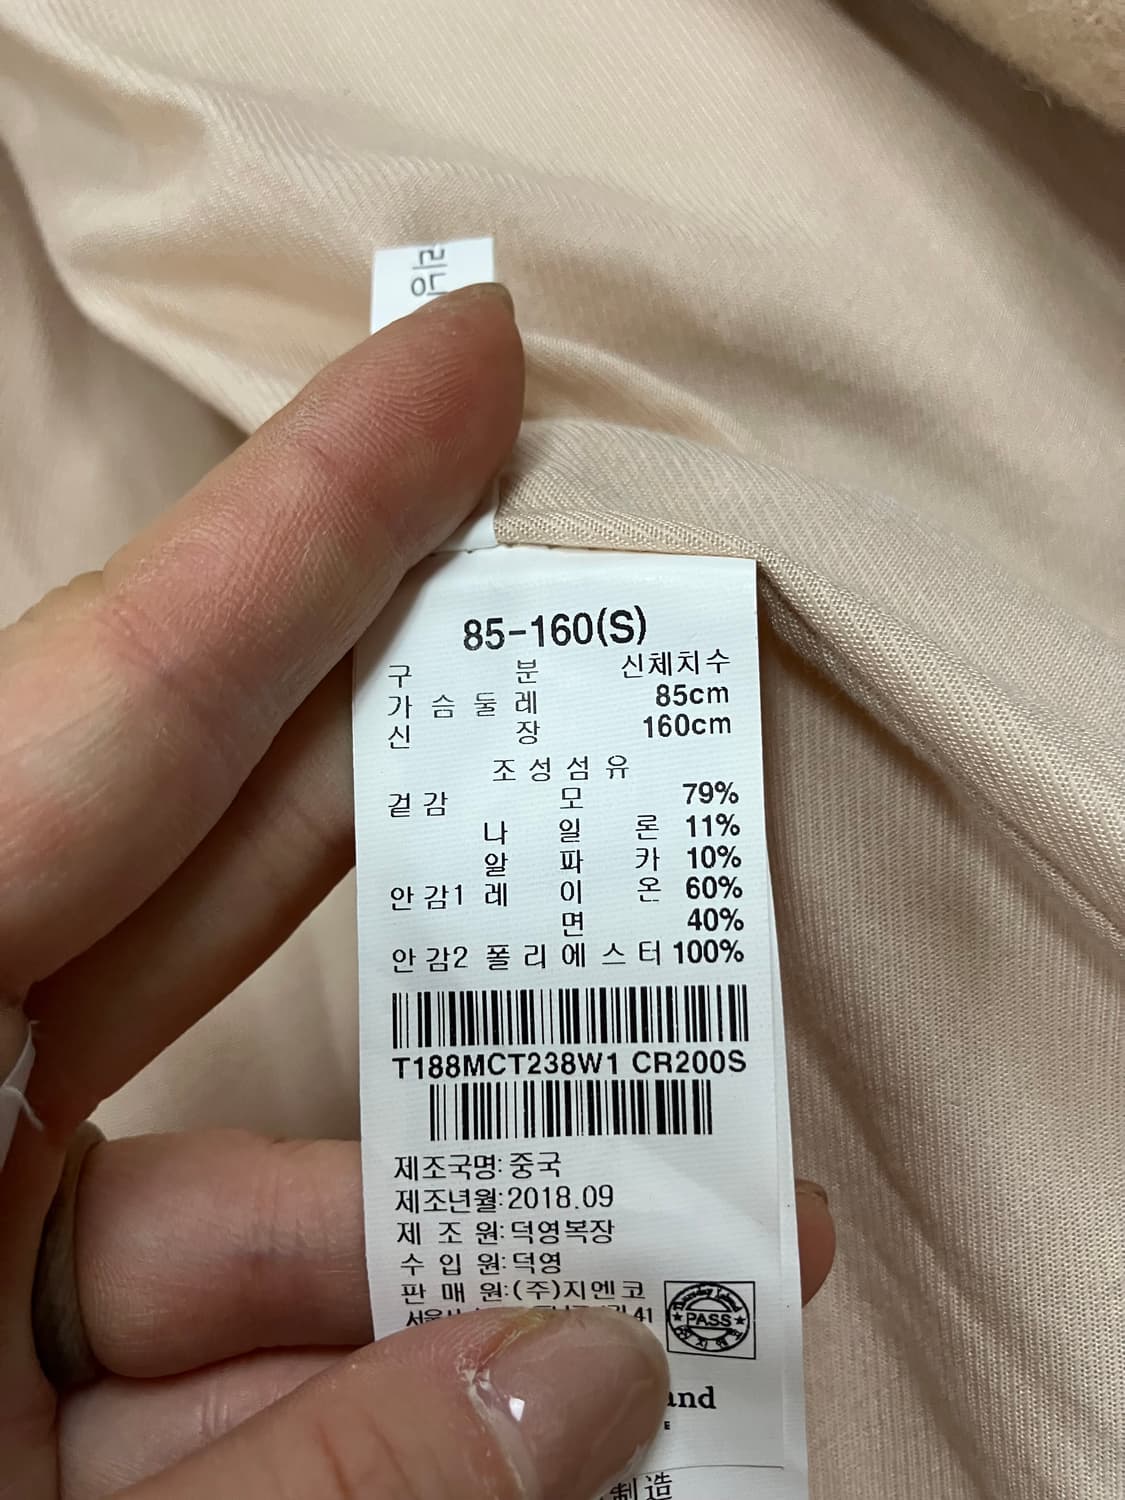 리
85-160(S)
구 분 신체치수
가슴둘레 85cm
신 장 160cm
조성섬유
겉감 모 79%
나일론 11%
알파카 10%
안감1 레이온 60%
면 40%
안감2 폴리에스터 100%
T188MCT238W1 CR200S
제조국명:중국
제조년월:2018.09
제 조 원:덕영복장
수 입 원:덕영
판 매 원:(주)지엔코
41
PASS
制造